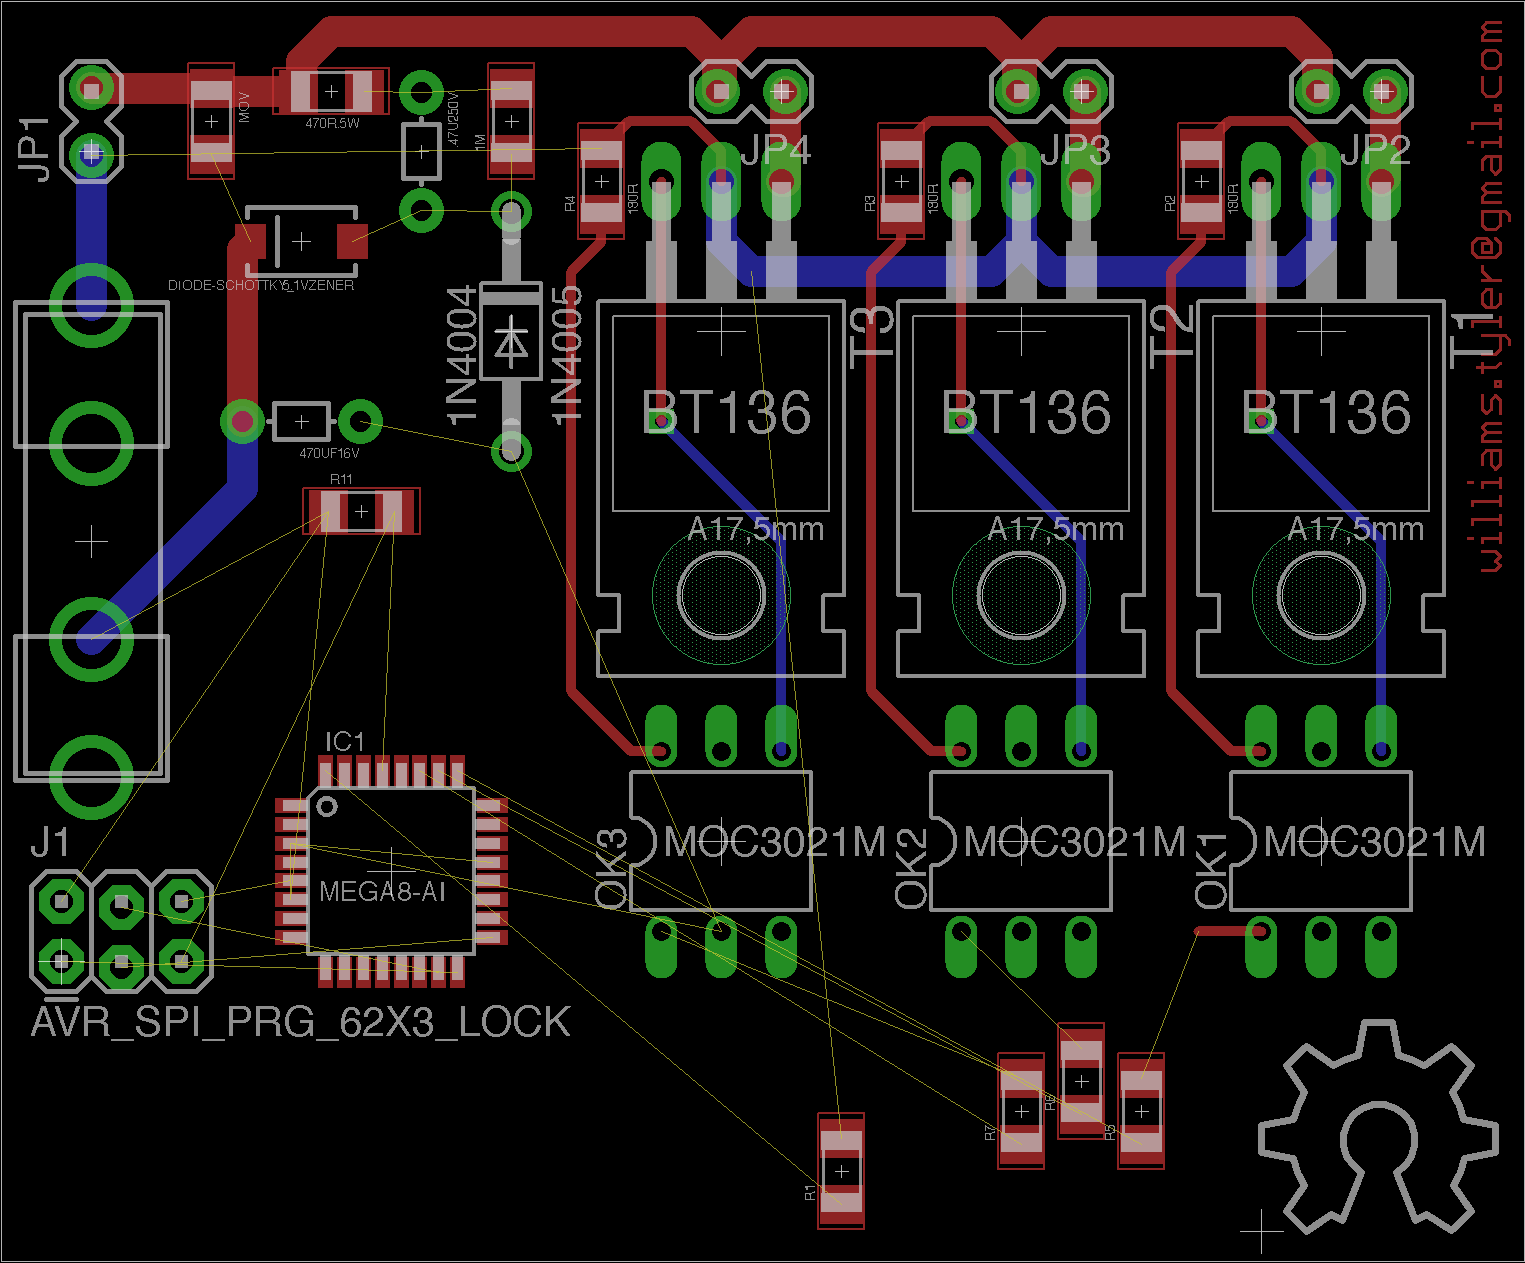 JP1
MOV
470R.5W
.47U250V
1M
R4
180R
JP4
R3
180R
JP3
R2
180R
JP2
williams.tyler@gmail.com
DIODE-SCHOTTKY
5_1VZENER
1N4004
1N4005
T3
T2
T1
BT136
BT136
BT136
470UF16V
R11
A17,5mm
A17,5mm
A17,5mm
IC1
MEGA8-AI
J1
OK3
MOC3021M
OK2
MOC3021M
OK1
MOC3021M
AVR_SPI_PRG_62X3_LOCK
R7
R5
R1